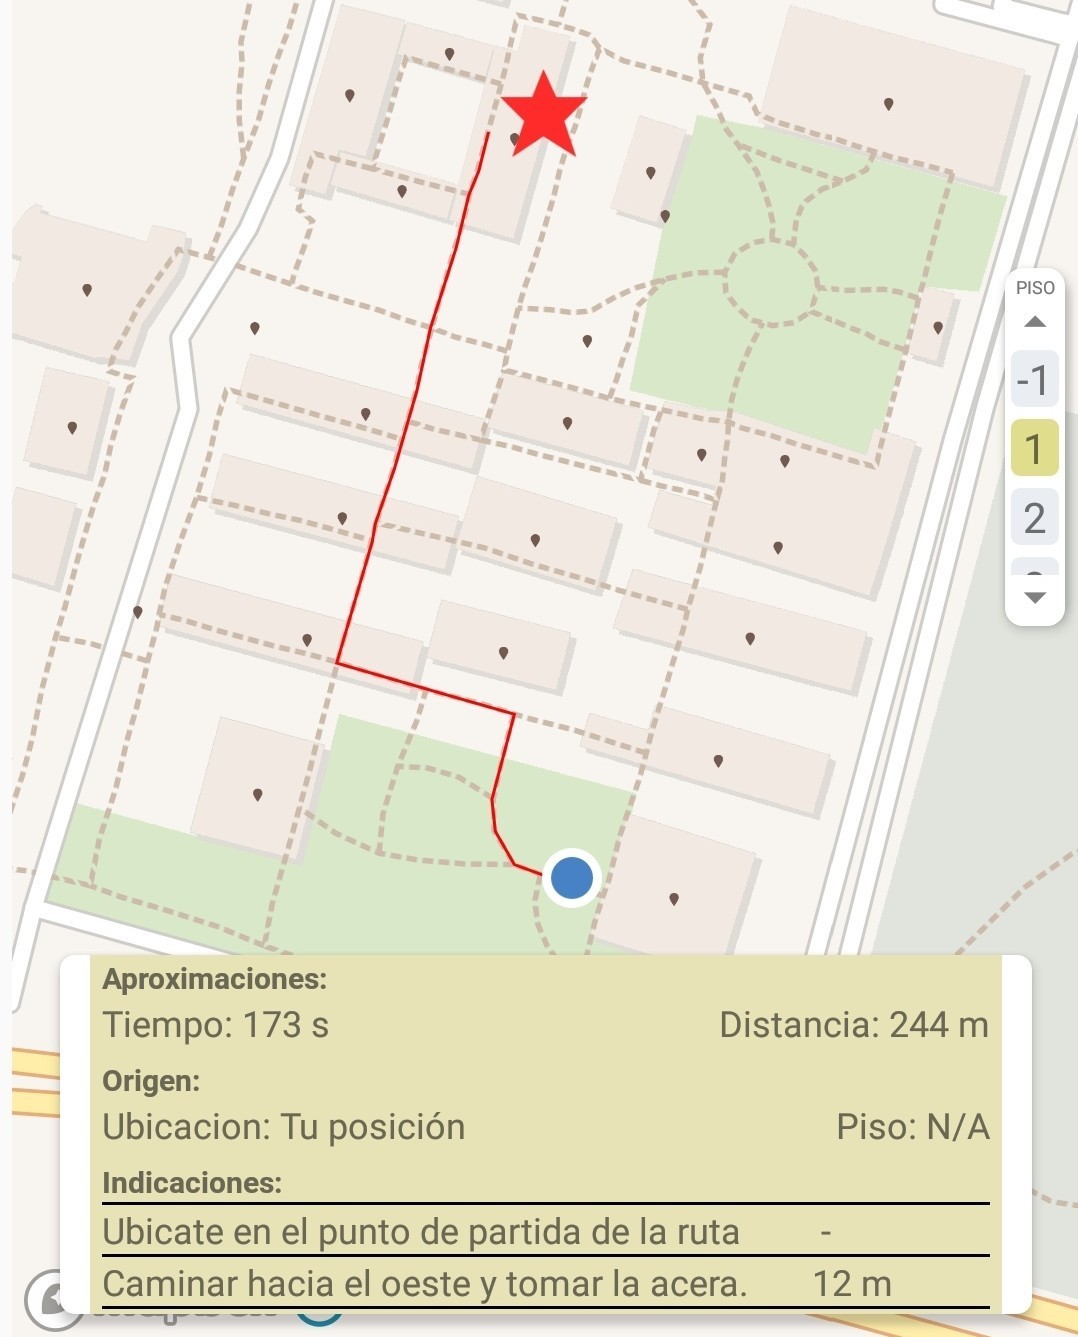 PISO
-1
1
2
Aproximaciones:
Tiempo: 173 s Distancia: 244 m
Origen:
Ubicacion: Tu posición Piso: N/A
Indicaciones:
Ubicate en el punto de partida de la ruta -
Caminar hacia el oeste y tomar la acera. 12 m